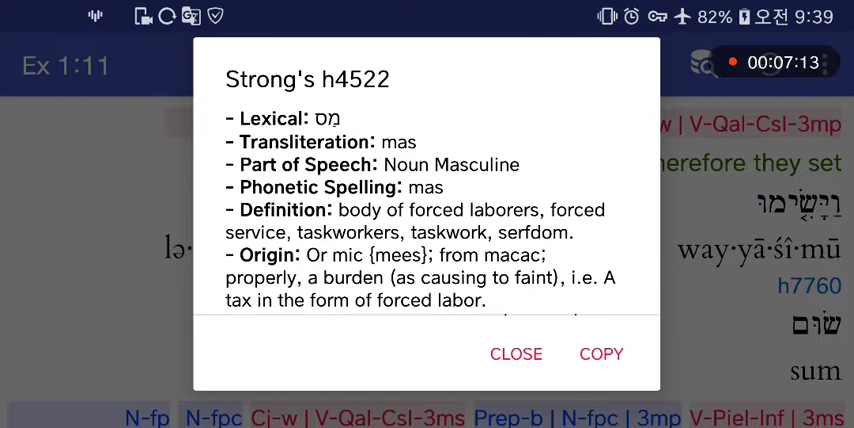 82% 오전 9:39
Ex 1:11
00:07:13
Strong's h4522
- Lexical: מַס
- Transliteration: mas
- Part of Speech: Noun Masculine
- Phonetic Spelling: mas
- Definition: body of forced laborers, forced
service, taskworkers, taskwork, serfdom.
- Origin: Or mic {mees}; from macac;
properly, a burden (as causing to faint), i.e. A
tax in the form of forced labor.
CLOSE COPY
w | V-Qal-CsI-3mp
herefore they set
וַיָּשִׂ֤ימוּ
lə· way·yā·śî·mū
h7760
שׂוּם
sum
N-fp N-fpc Cj-w | V-Qal-CsI-3ms Prep-b | N-fpc | 3mp V-Piel-Inf | 3ms